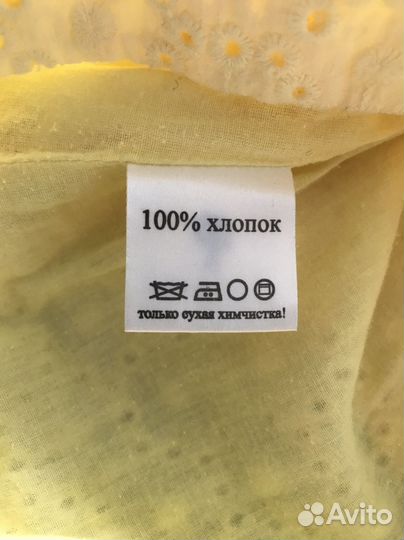 100% хлопок
только сухая химчистка!
Avito